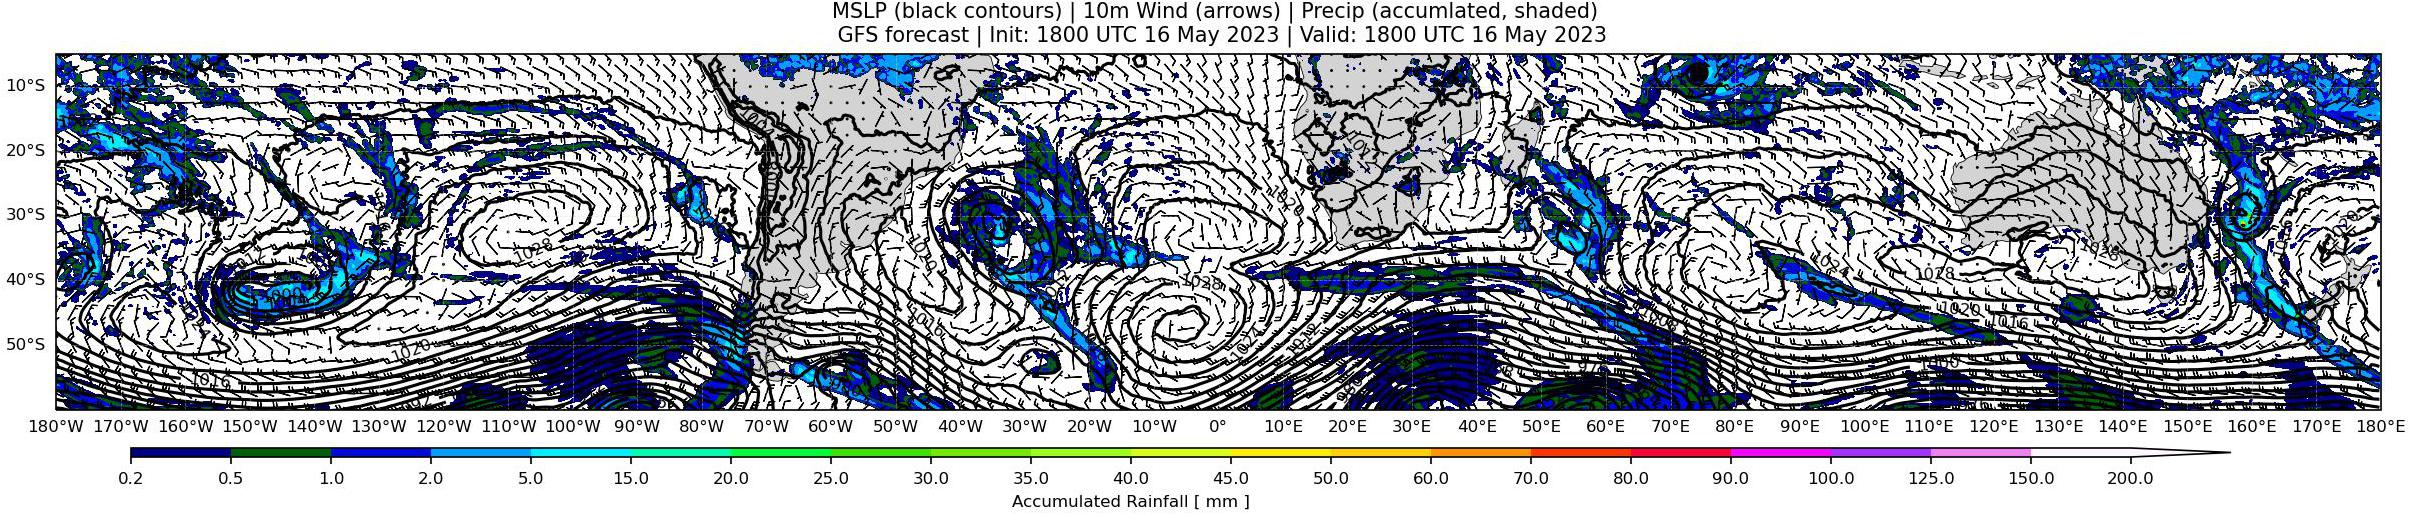 MSLP (black contours) | 10m Wind (arrows) | Precip (accumlated, shaded)
GFS forecast | Init: 1800 UTC 16 May 2023 | Valid: 1800 UTC 16 May 2023
10°S
20°S
30°S
40°S
50°S
1020
1028
1020
1028
1024
1028
1028
1020
1016
1020
1016
1020
1016
180°W 170°W 160°W 150°W 140°W 130°W 120°W 110°W 100°W 90°W 80°W 70°W 60°W 50°W 40°W 30°W 20°W 10°W 0° 10°E 20°E 30°E 40°E 50°E 60°E 70°E 80°E 90°E 100°E 110°E 120°E 130°E 140°E 150°E 160°E 170°E 180°E
0.2 0.5 1.0 2.0 5.0 15.0 20.0 25.0 30.0 35.0 40.0 45.0 50.0 60.0 70.0 80.0 90.0 100.0 125.0 150.0 200.0
Accumulated Rainfall [ mm ]